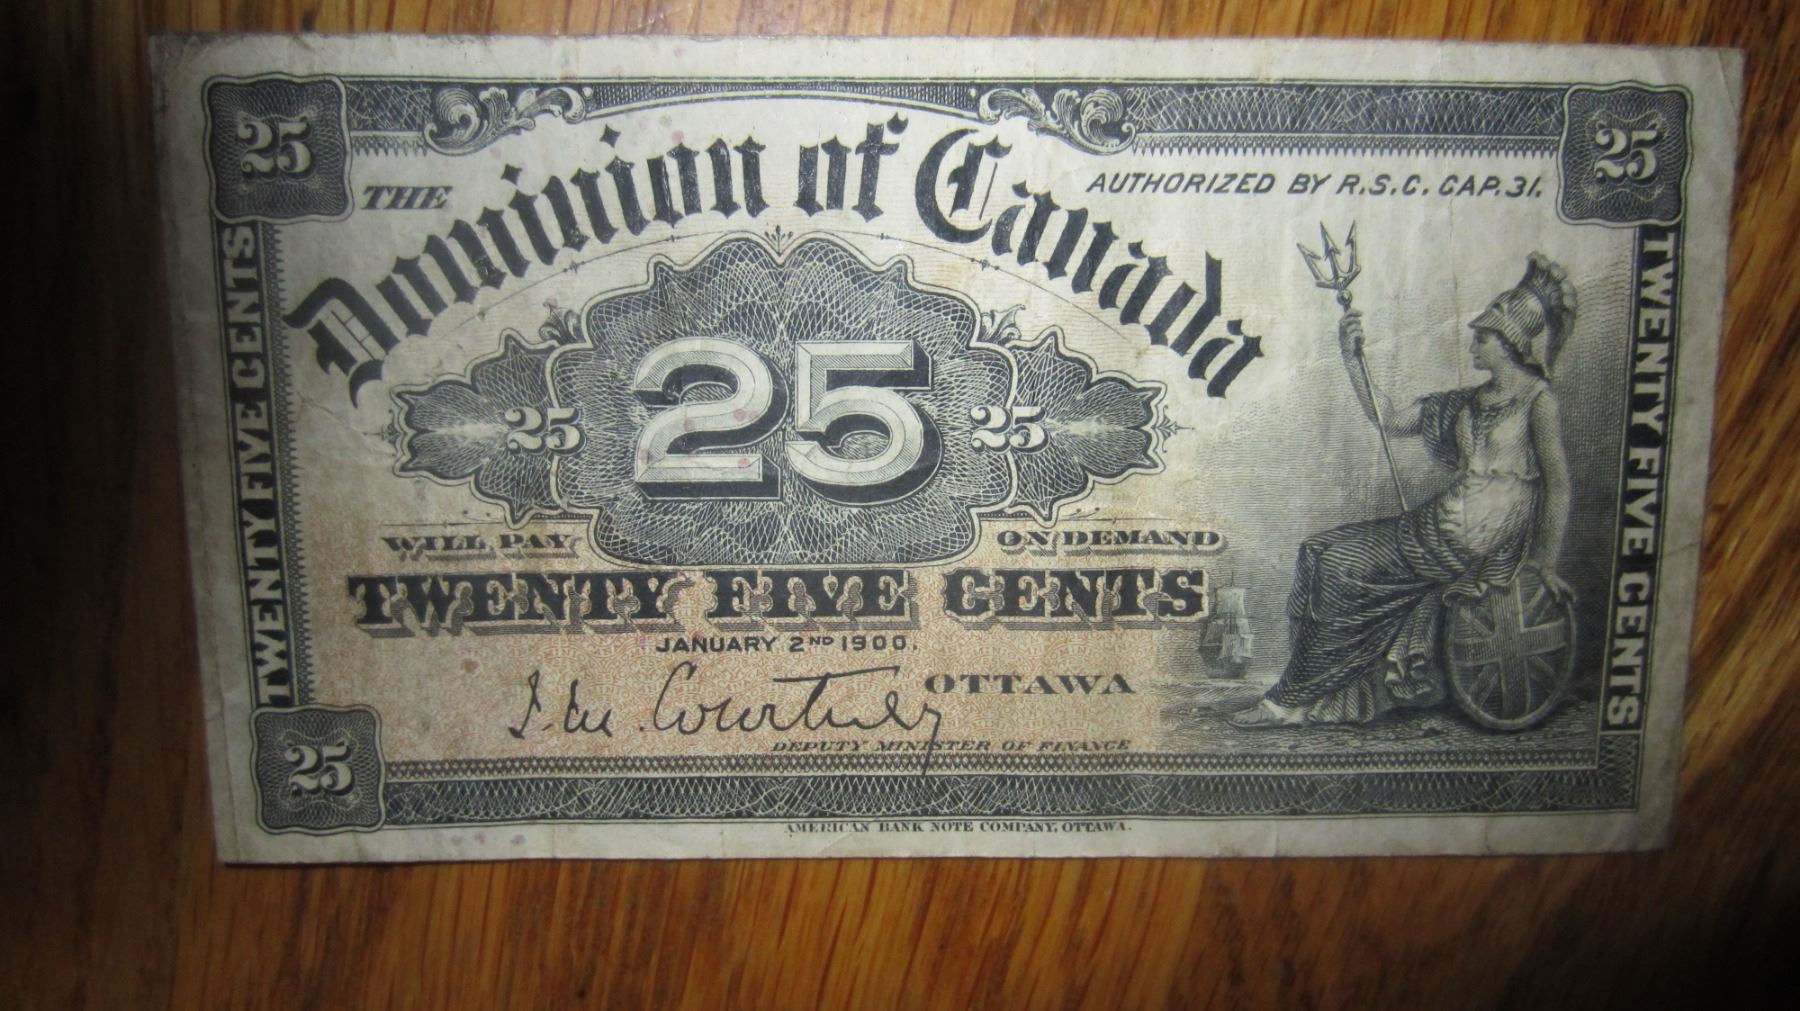 25
25
THE
Dominion of Canada
AUTHORIZED BY R.S.C. CAP. 31.
TWENTY FIVE CENTS
25
25
25
TWENTY FIVE CENTS
WILL PAY
ON DEMAND
TWENTY FIVE CENTS
JANUARY 2ND 1900.
Courtney
OTTAWA
DEPUTY MINISTER OF FINANCE
25
AMERICAN BANK NOTE COMPANY, OTTAWA.